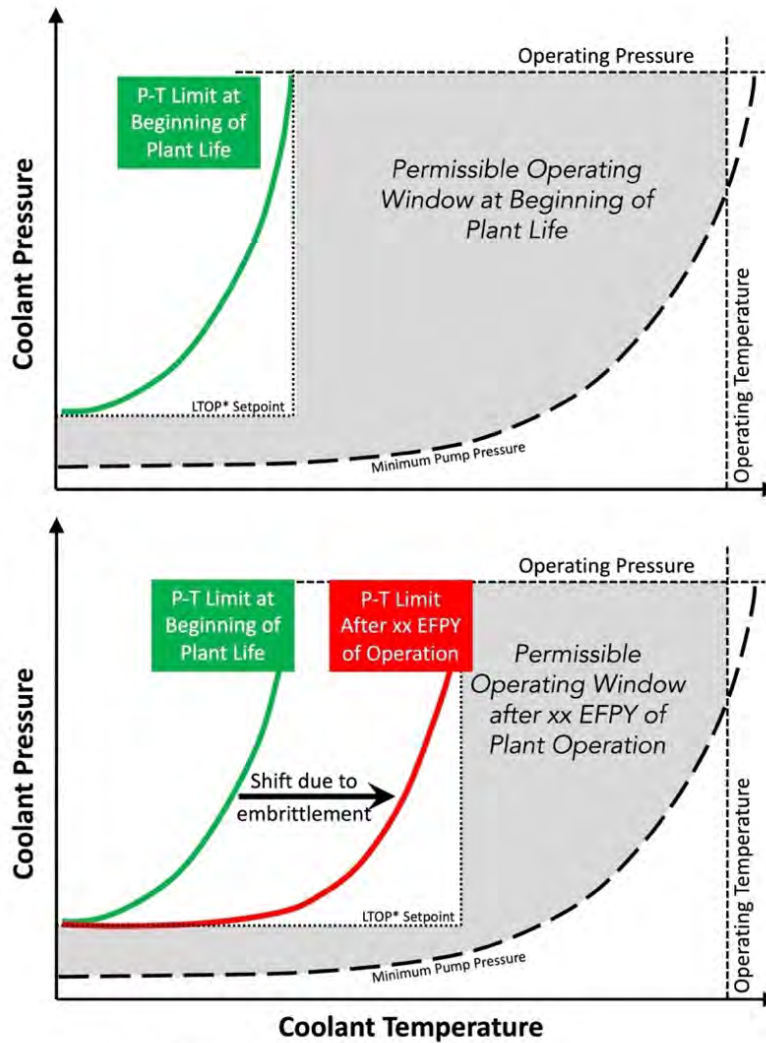 Operating Pressure
P-T Limit at
Beginning of
Plant Life
Permissible Operating
Window at Beginning of
Plant Life
Coolant Pressure
LTOP* Setpoint
Minimum Pump Pressure
Operating Temperature
Operating Pressure
P-T Limit at
Beginning of
Plant Life
P-T Limit
After xx EFPY
of Operation
Permissible
Operating Window
after xx EFPY of
Plant Operation
Shift due to
embrittlement
Coolant Pressure
LTOP* Setpoint
Minimum Pump Pressure
Operating Temperature
Coolant Temperature